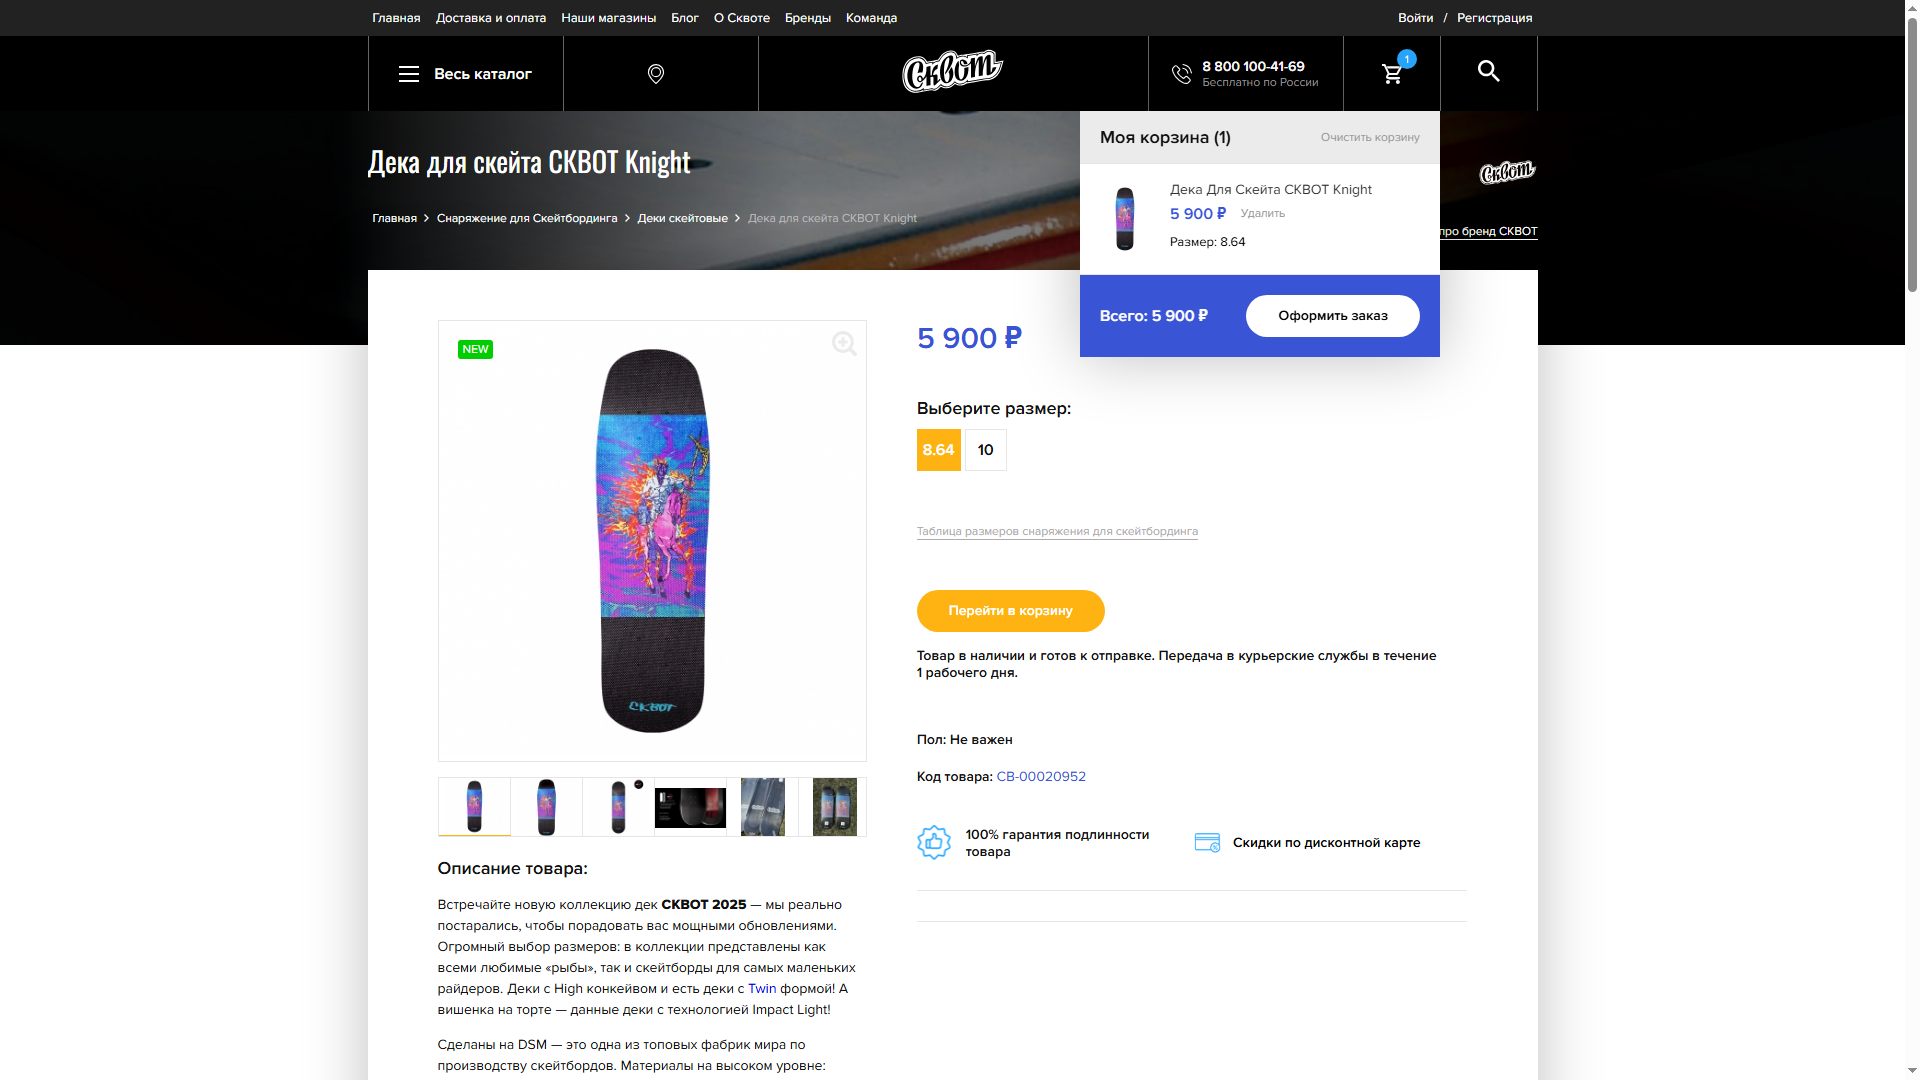 Главная Доставка и оплата Наши магазины Блог О Сквоте Бренды Команда Войти / Регистрация
Весь каталог
Сквот
8 800 100-41-69
Бесплатно по России
1
Моя корзина (1) Очистить корзину
Дека для скейта СКВОТ Knight
Сквот
Дека Для Скейта СКВОТ Knight
5 900 ₽ Удалить
Размер: 8.64
Главная Снаряжение для Скейтбординга Деки скейтовые Дека для скейта СКВОТ Knight
про бренд СКВОТ
Всего: 5 900 ₽ Оформить заказ
NEW
5 900 ₽
Выберите размер:
8.64 10
Таблица размеров снаряжения для скейтбординга
Перейти в корзину
Товар в наличии и готов к отправке. Передача в курьерские службы в течение
1 рабочего дня.
СКВОТ
Пол: Не важен
Код товара: СВ-00020952
100% гарантия подлинности
товара
Скидки по дисконтной карте
Описание товара:
Встречайте новую коллекцию дек СКВОТ 2025 — мы реально
постарались, чтобы порадовать вас мощными обновлениями.
Огромный выбор размеров: в коллекции представлены как
всеми любимые «рыбы», так и скейтборды для самых маленьких
райдеров. Деки с High конкейвом и есть деки с Twin формой! А
вишенка на торте — данные деки с технологией Impact Light!
Сделаны на DSM — это одна из топовых фабрик мира по
производству скейтбордов. Материалы на высоком уровне: